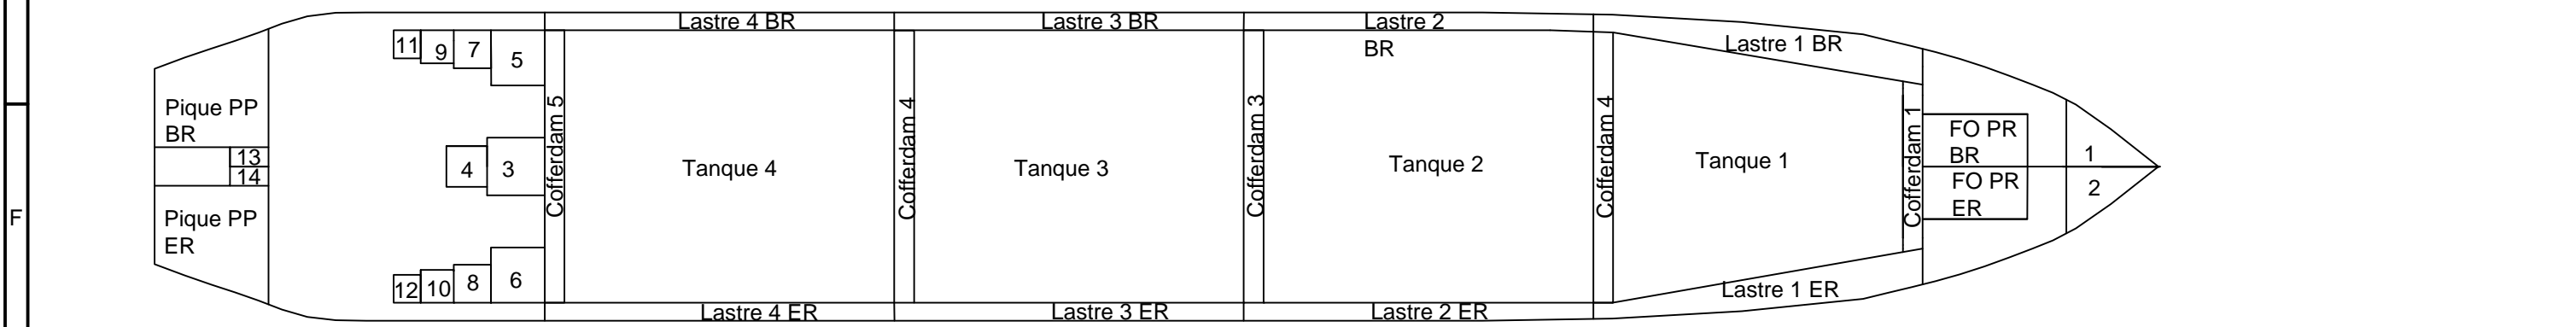 Lastre 4 BR
Lastre 3 BR
Lastre 2
BR
Lastre 1 BR
11
9
7
5
Pique PP
BR
13
14
Pique PP
ER
4
3
12
10
8
6
Cofferdam 5
Tanque 4
Cofferdam 4
Tanque 3
Cofferdam 3
Tanque 2
Cofferdam 4
Tanque 1
Cofferdam 1
FO PR
BR
FO PR
ER
1
2
F
Lastre 4 ER
Lastre 3 ER
Lastre 2 ER
Lastre 1 ER